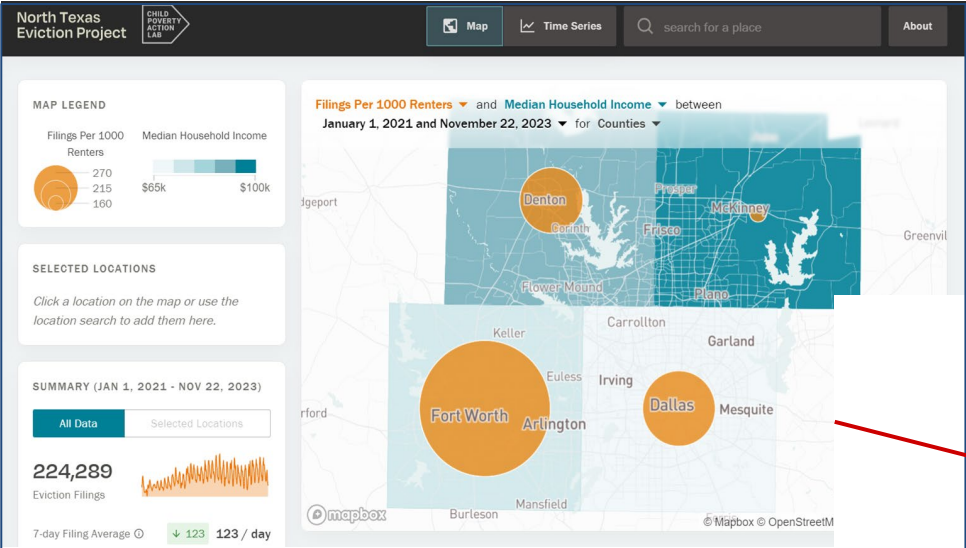 North Texas
Eviction Project
CHILD
POVERTY
ACTION
LAB
Map
Time Series
search for a place
About
MAP LEGEND
Filings Per 1000
Renters
270
215
160
Median Household Income
$65k $100k
SELECTED LOCATIONS
Click a location on the map or use the
location search to add them here.
SUMMARY (JAN 1, 2021 - NOV 22, 2023)
All Data
Selected Locations
224,289
Eviction Filings
7-day Filing Average
123
123 / day
Filings Per 1000 Renters and Median Household Income between
January 1, 2021 and November 22, 2023 for Counties
dgeport
Denton
Prosper
McKinney
Corinth
Frisco
Greenvil
Flower Mound
Plano
Carrollton
Keller
Garland
Euless
Irving
rford
Fort Worth
Arlington
Dallas
Mesquite
Mansfield
Burleson
mapbox
© Mapbox © OpenStreetM